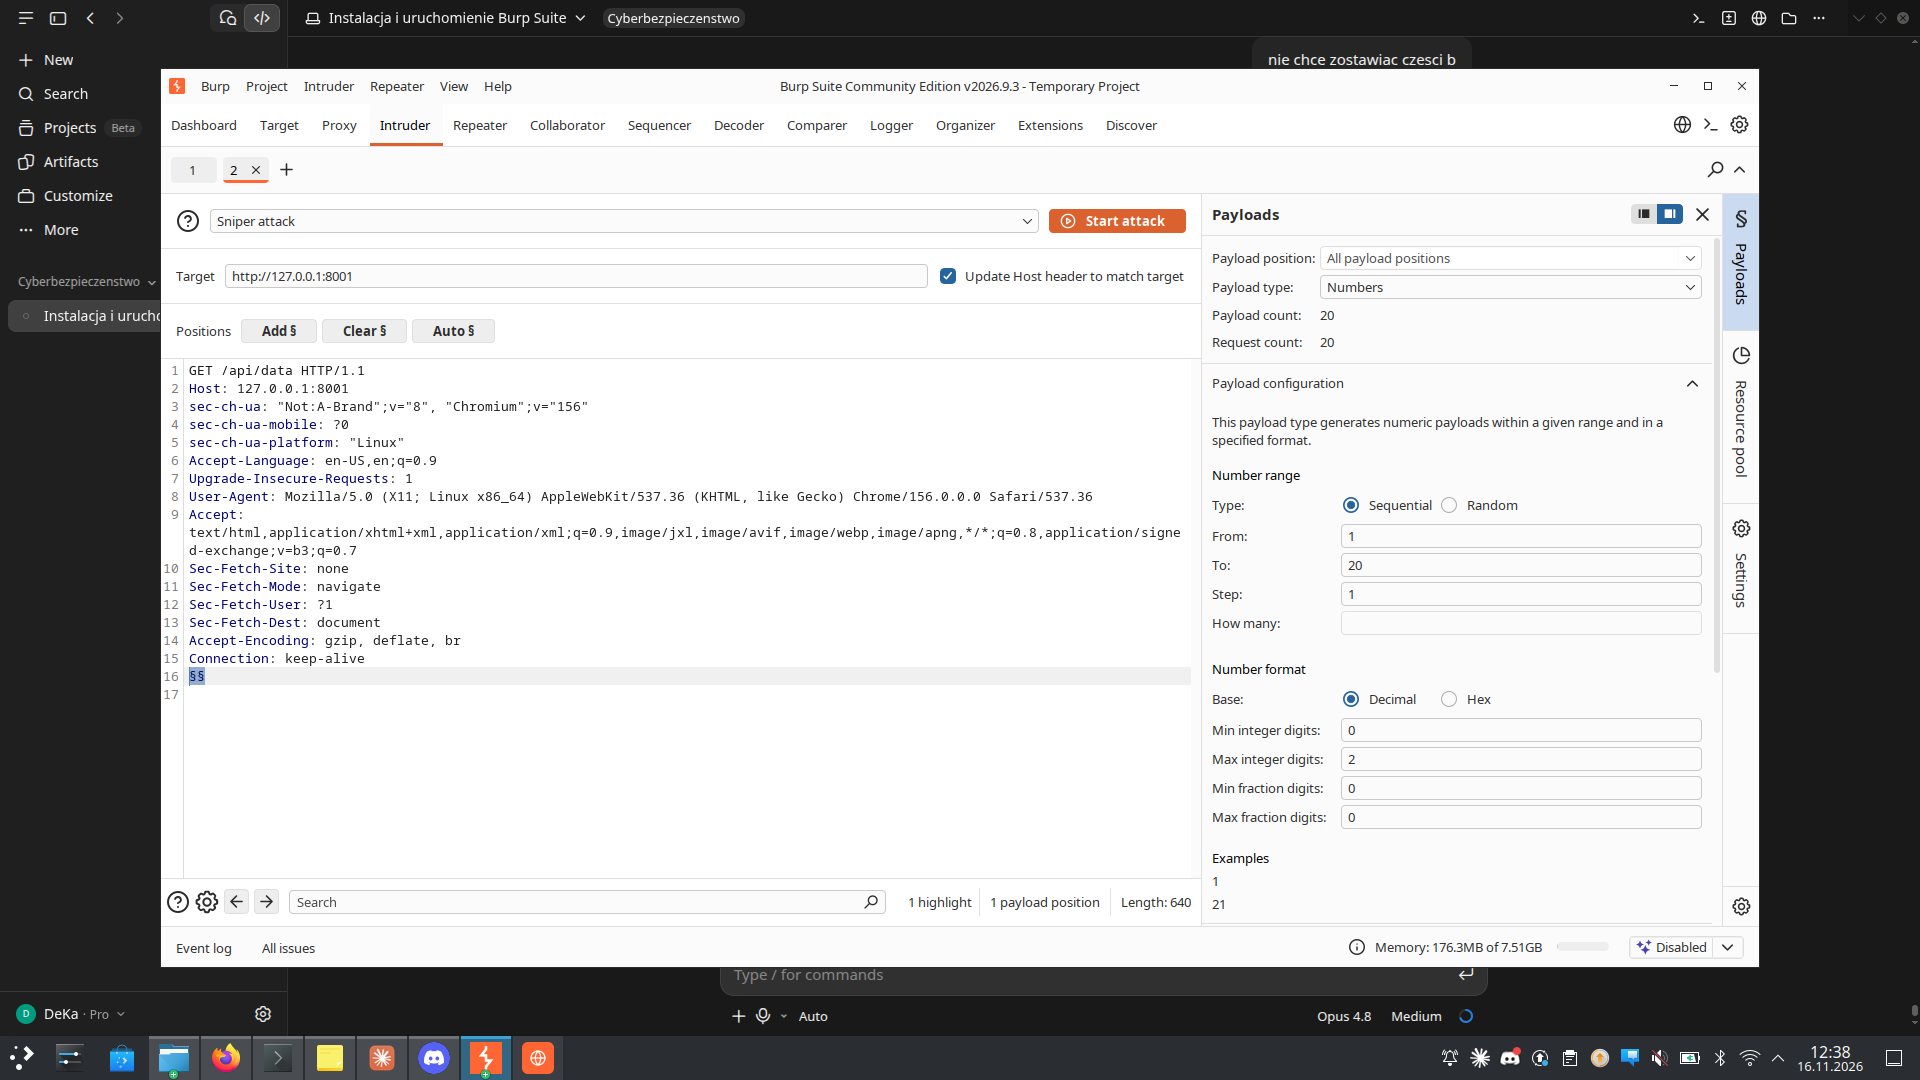 Instalacja i uruchomienie Burp Suite
Cyberbezpieczenstwo
New
Search
Projects Beta
Artifacts
Customize
More
Cyberbezpieczenstwo
Instalacja i urucho
nie chce zostawiac czesci b
Burp Project Intruder Repeater View Help
Burp Suite Community Edition v2026.9.3 - Temporary Project
Dashboard Target Proxy Intruder Repeater Collaborator Sequencer Decoder Comparer Logger Organizer Extensions Discover
1 2
Sniper attack
Start attack
Target http://127.0.0.1:8001
Update Host header to match target
Positions Add § Clear § Auto §
1 GET /api/data HTTP/1.1
2 Host: 127.0.0.1:8001
3 sec-ch-ua: "Not:A-Brand";v="8", "Chromium";v="156"
4 sec-ch-ua-mobile: ?0
5 sec-ch-ua-platform: "Linux"
6 Accept-Language: en-US,en;q=0.9
7 Upgrade-Insecure-Requests: 1
8 User-Agent: Mozilla/5.0 (X11; Linux x86_64) AppleWebKit/537.36 (KHTML, like Gecko) Chrome/156.0.0.0 Safari/537.36
9 Accept:
text/html,application/xhtml+xml,application/xml;q=0.9,image/jxl,image/avif,image/webp,image/apng,*/*;q=0.8,application/signe
d-exchange;v=b3;q=0.7
10 Sec-Fetch-Site: none
11 Sec-Fetch-Mode: navigate
12 Sec-Fetch-User: ?1
13 Sec-Fetch-Dest: document
14 Accept-Encoding: gzip, deflate, br
15 Connection: keep-alive
16 §§
17
Search
1 highlight
1 payload position
Length: 640
Payloads
Payload position: All payload positions
Payload type: Numbers
Payload count: 20
Request count: 20
Payload configuration
This payload type generates numeric payloads within a given range and in a
specified format.
Number range
Type: Sequential Random
From: 1
To: 20
Step: 1
How many:
Number format
Base: Decimal Hex
Min integer digits: 0
Max integer digits: 2
Min fraction digits: 0
Max fraction digits: 0
Examples
1
21
§ Payloads
Resource pool
Settings
Event log All issues
Memory: 176.3MB of 7.51GB
Disabled
Type / for commands
Auto
Opus 4.8 Medium
D DeKa · Pro
12:38
16.11.2026